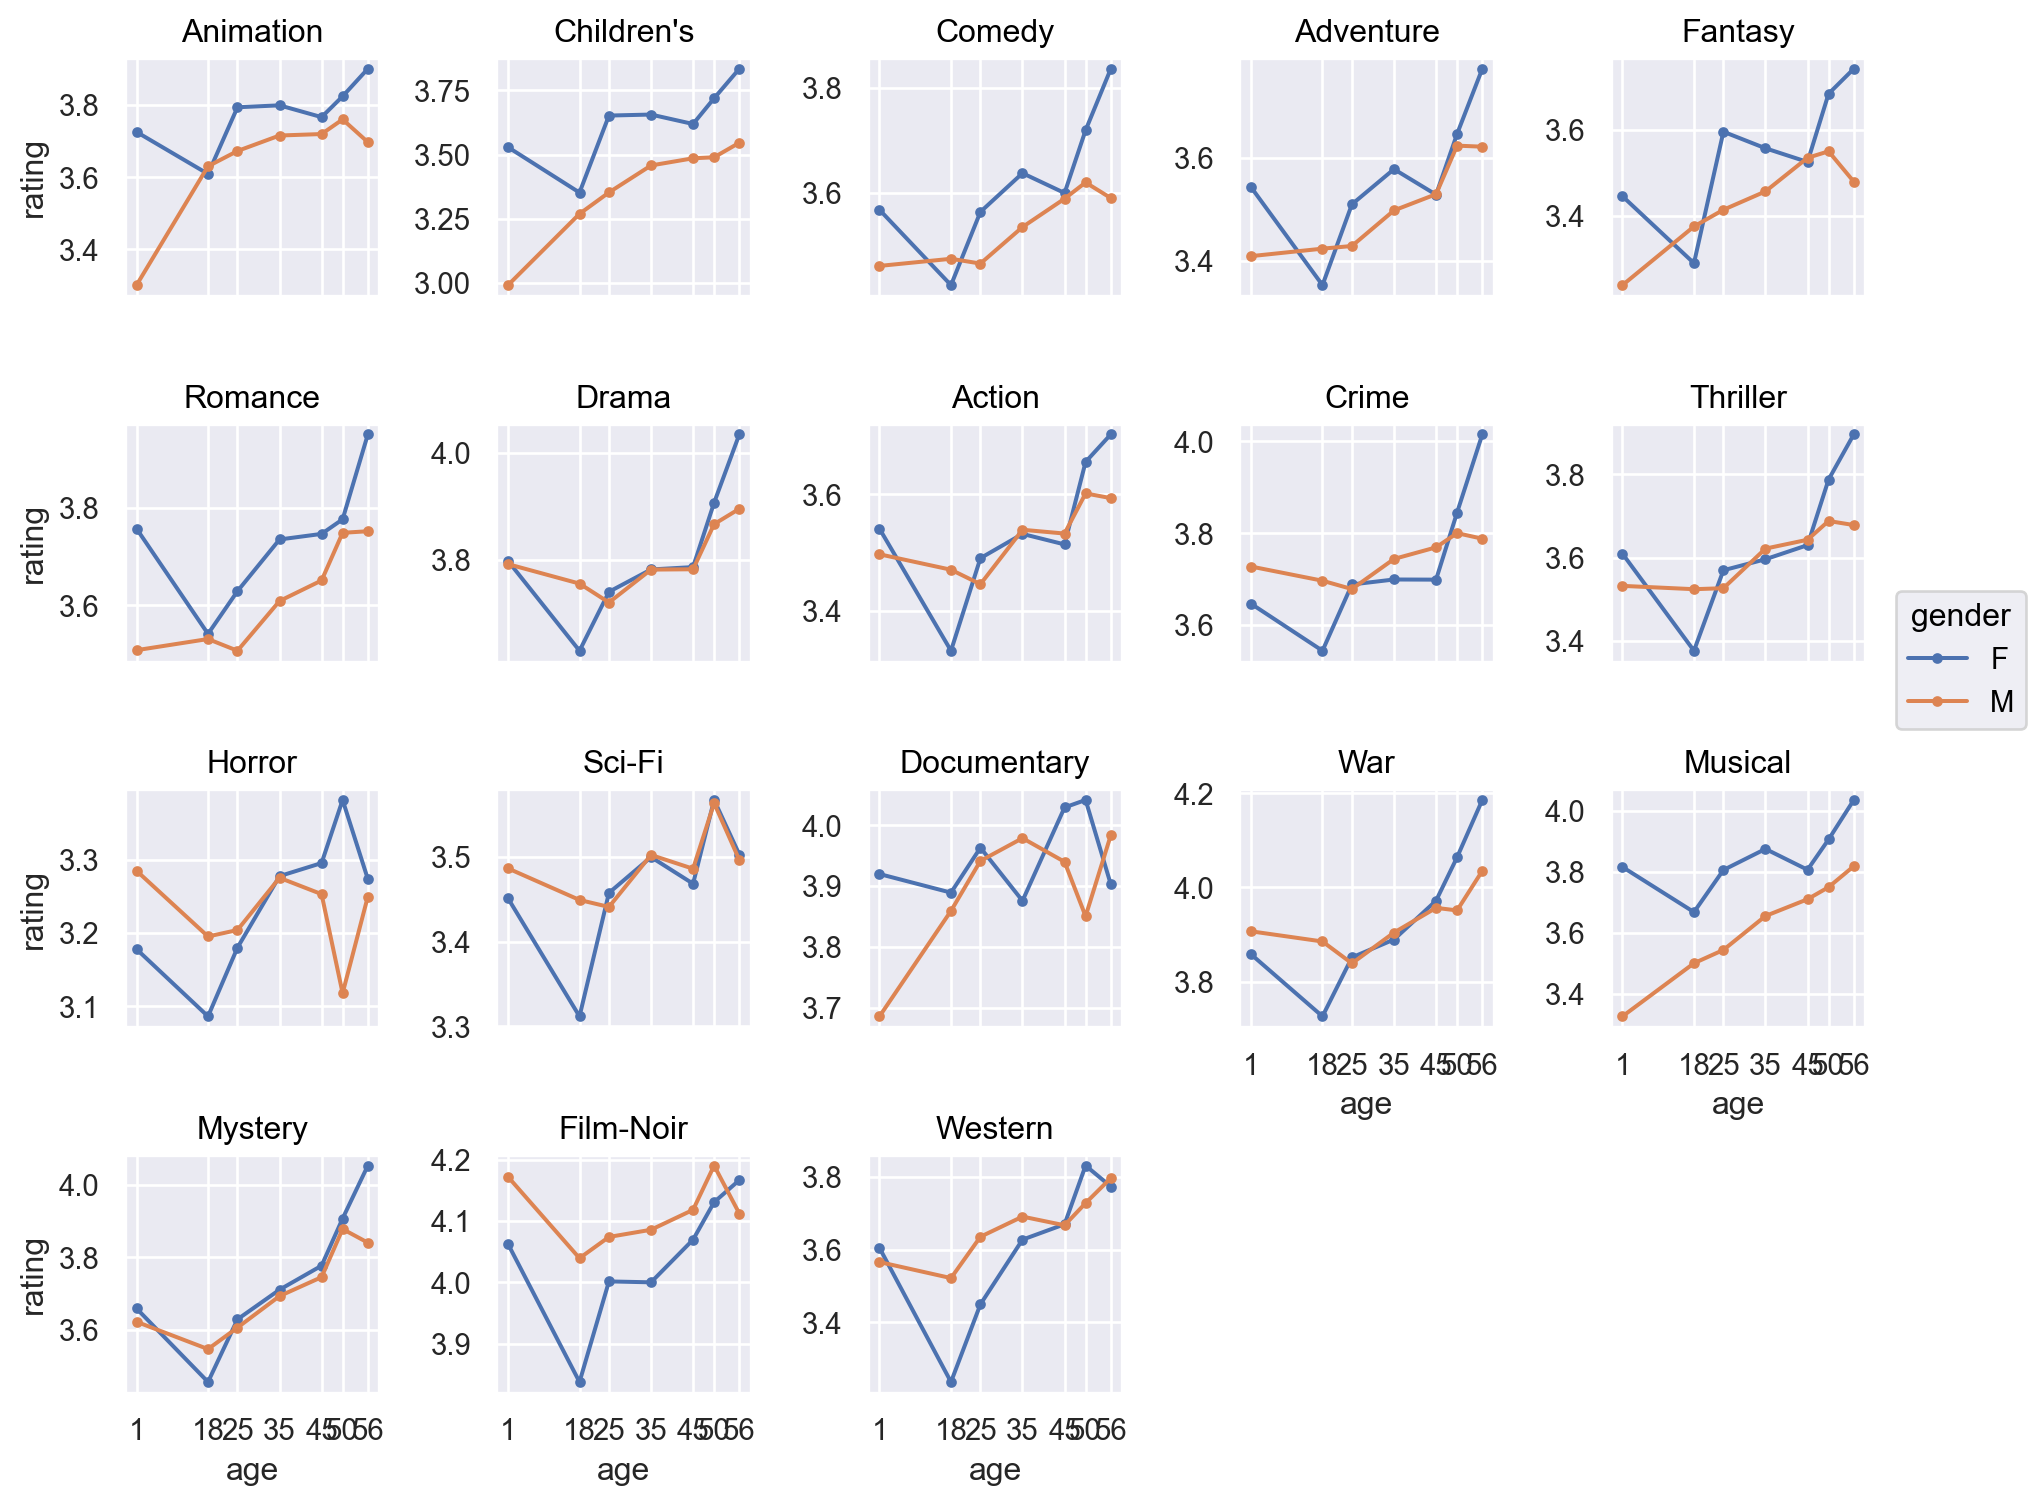 Animation Children's Comedy Adventure Fantasy
rating
3.8
3.6
3.4
3.75
3.50
3.25
3.00
3.8
3.6
3.6
3.4
3.6
3.4
Romance Drama Action Crime Thriller
rating
3.8
3.6
4.0
3.8
3.6
3.4
4.0
3.8
3.6
3.8
3.6
3.4
gender
F
M
Horror Sci-Fi Documentary War Musical
rating
3.3
3.2
3.1
3.5
3.4
3.3
4.0
3.9
3.8
3.7
4.2
4.0
3.8
4.0
3.8
3.6
3.4
1 18 25 35 45 50 56
age
1 18 25 35 45 50 56
age
Mystery Film-Noir Western
rating
4.0
3.8
3.6
4.2
4.1
4.0
3.9
3.8
3.6
3.4
1 18 25 35 45 50 56
age
1 18 25 35 45 50 56
age
1 18 25 35 45 50 56
age